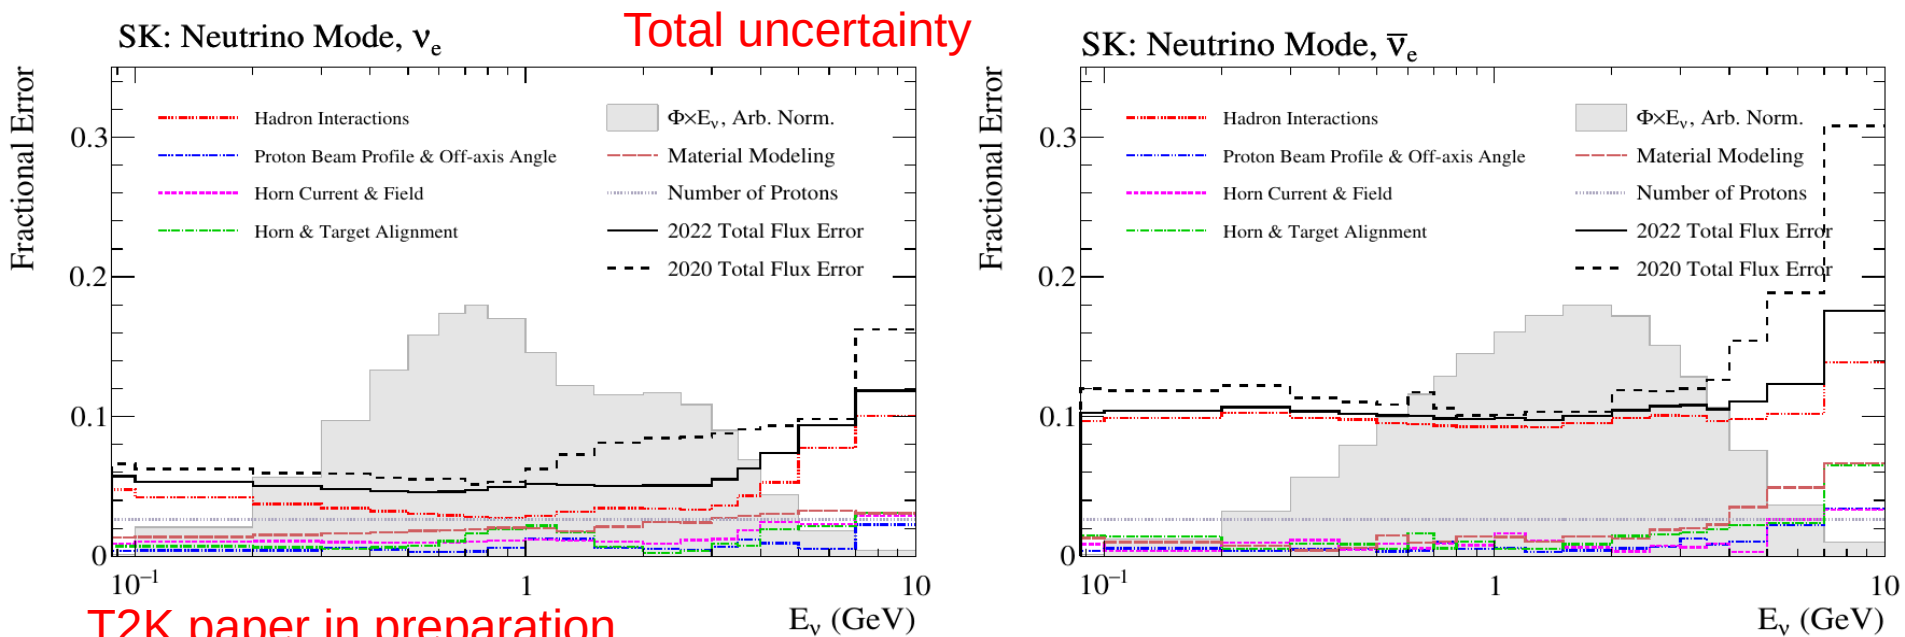 Total uncertainty
SK: Neutrino Mode, νe
Fractional Error
0.3
0.2
0.1
0
Hadron Interactions
Proton Beam Profile & Off-axis Angle
Horn Current & Field
Horn & Target Alignment
Φ×Eν, Arb. Norm.
Material Modeling
Number of Protons
2022 Total Flux Error
2020 Total Flux Error
10⁻¹ 1 10
Eν (GeV)
SK: Neutrino Mode, ν̅e
Fractional Error
0.3
0.2
0.1
0
Hadron Interactions
Proton Beam Profile & Off-axis Angle
Horn Current & Field
Horn & Target Alignment
Φ×Eν, Arb. Norm.
Material Modeling
Number of Protons
2022 Total Flux Error
2020 Total Flux Error
10⁻¹ 1 10
Eν (GeV)
T2K paper in preparation